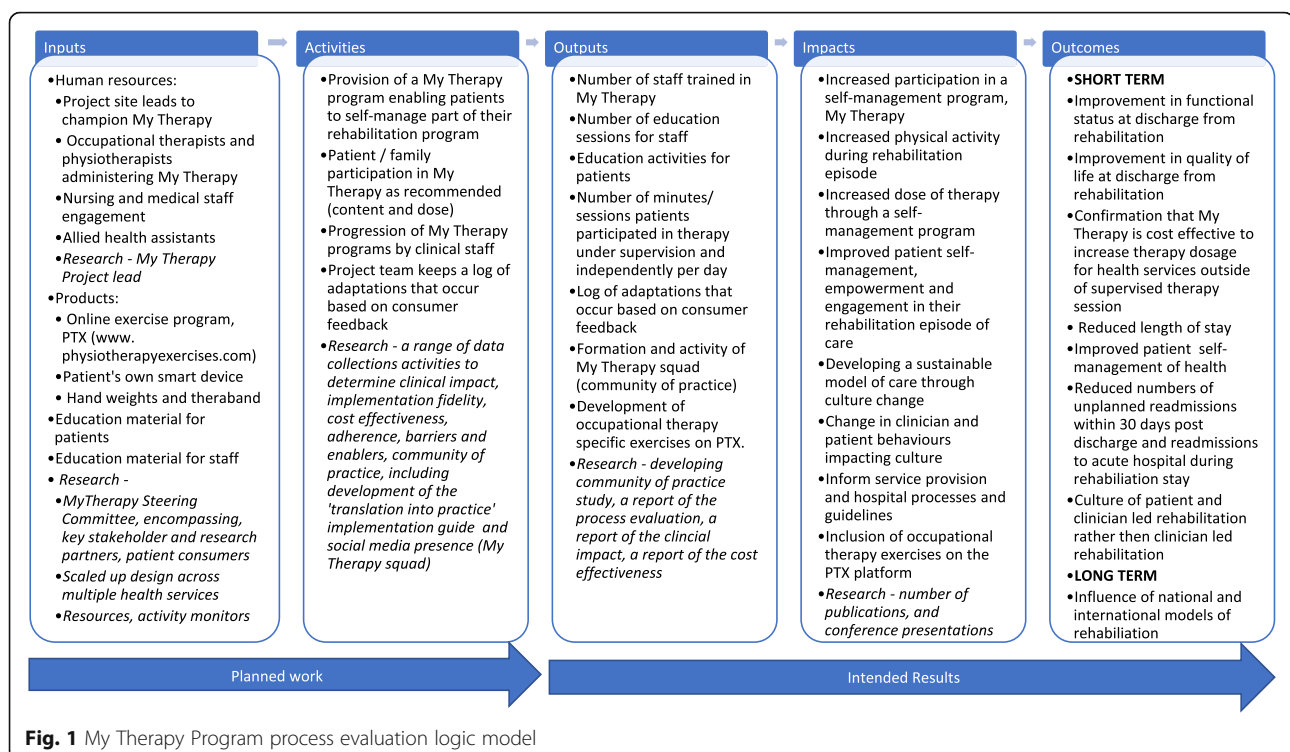 Inputs
•Human resources:
•Project site leads to
champion My Therapy
• Occupational therapists and
physiotherapists
administering My Therapy
•Nursing and medical staff
engagement
•Allied health assistants
•Research - My Therapy
Project lead
•Products:
• Online exercise program,
PTX (www.
physiotherapyexercises.com)
•Patient's own smart device
• Hand weights and theraband
•Education material for
patients
•Education material for staff
• Research -
•MyTherapy Steering
Committee, encompassing,
key stakeholder and research
partners, patient consumers
•Scaled up design across
multiple health services
•Resources, activity monitors
Activities
•Provision of a My Therapy
program enabling patients
to self-manage part of their
rehabilitation program
•Patient / family
participation in My
Therapy as recommended
(content and dose)
•Progression of My Therapy
programs by clinical staff
•Project team keeps a log of
adaptations that occur
based on consumer
feedback
•Research - a range of data
collections activities to
determine clinical impact,
implementation fidelity,
cost effectiveness,
adherence, barriers and
enablers, community of
practice, including
development of the
'translation into practice'
implementation guide and
social media presence (My
Therapy squad)
Outputs
•Number of staff trained in
My Therapy
•Number of education
sessions for staff
•Education activities for
patients
•Number of minutes/
sessions patients
participated in therapy
under supervision and
independently per day
•Log of adaptations that
occur based on consumer
feedback
•Formation and activity of
My Therapy squad
(community of practice)
•Development of
occupational therapy
specific exercises on PTX.
•Research - developing
community of practice
study, a report of the
process evaluation, a
report of the clincial
impact, a report of the cost
effectiveness
Impacts
•Increased participation in a
self-management program,
My Therapy
•Increased physical activity
during rehabilitation
episode
•Increased dose of therapy
through a self-
management program
•Improved patient self-
management,
empowerment and
engagement in their
rehabilitation episode of
care
•Developing a sustainable
model of care through
culture change
•Change in clinician and
patient behaviours
impacting culture
•Inform service provision
and hospital processes and
guidelines
•Inclusion of occupational
therapy exercises on the
PTX platform
•Research - number of
publications, and
conference presentations
Outcomes
•SHORT TERM
•Improvement in functional
status at discharge from
rehabilitation
•Improvement in quality of
life at discharge from
rehabilitation
•Confirmation that My
Therapy is cost effective to
increase therapy dosage
for health services outside
of supervised therapy
session
• Reduced length of stay
•Improved patient self-
management of health
•Reduced numbers of
unplanned readmissions
within 30 days post
discharge and readmissions
to acute hospital during
rehabiliation stay
•Culture of patient and
clinician led rehabilitation
rather then clinician led
rehabilitation
•LONG TERM
•Influence of national and
international models of
rehabiliation
Planned work
Intended Results
Fig. 1 My Therapy Program process evaluation logic model